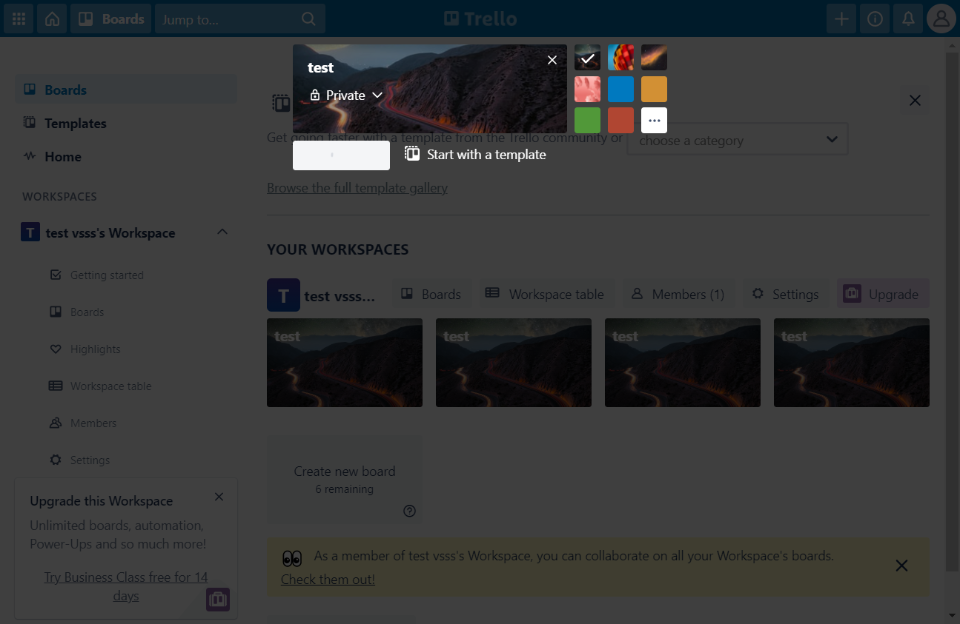 Boards
Jump to...
Trello
test
Private
Start with a template
Boards
Templates
Home
WORKSPACES
T test vsss's Workspace
Getting started
Boards
Highlights
Workspace table
Members
Settings
Upgrade this Workspace
Unlimited boards, automation,
Power-Ups and so much more!
Try Business Class free for 14
days
Get going faster with a template from the Trello community or
choose a category
Browse the full template gallery
YOUR WORKSPACES
T test vsss...
Boards
Workspace table
Members (1)
Settings
Upgrade
test
test
test
test
Create new board
6 remaining
As a member of test vsss's Workspace, you can collaborate on all your Workspace's boards.
Check them out!